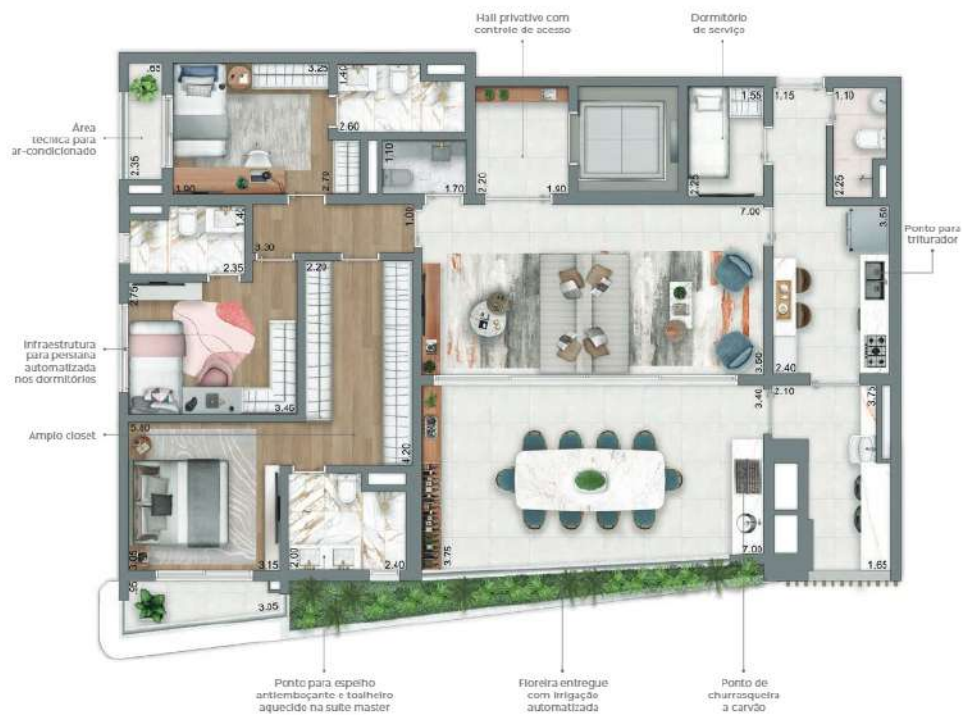 Hall privativo com
controle de acesso
Dormitório
de serviço
Área
técnica para
ar-condicionado
Ponto para
triturador
Infraestrutura
para persiana
automatizada
nos dormitórios
Amplo closet
Ponto para espelho
antiembaçante e toalheiro
aquecido na suíte master
Floreira entregue
com irrigação
automatizada
Ponto de
churrasqueira
a carvão
.65
3.25
1.40
2.60
2.35
1.90
2.70
1.10
1.70
2.20
1.90
1.55
2.25
1.15
1.10
2.25
3.30
1.00
7.00
1.40
2.35
2.20
2.75
3.45
3.60
2.40
5.40
4.20
3.40
2.10
3.75
3.05
3.15
2.00
2.40
3.75
7.00
1.65
3.05